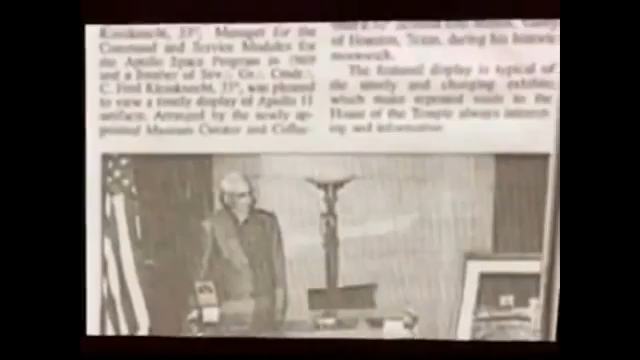 Kleinknecht, 33°, Manager for the
Command and Service Modules for
the Apollo Space Program in 1969
and a brother of Sov∴ Gr∴ Cmdr∴
C. Fred Kleinknecht, 33°, was pleased
to view a timely display of Apollo 11
artifacts. Arranged by the newly ap-
pointed Museum Curator and Collec-
of Houston, Texas, during his historic
moonwalk.
The featured display is typical of
the timely and changing exhibits
which make repeated visits to the
House of the Temple always interest-
ing and informative.